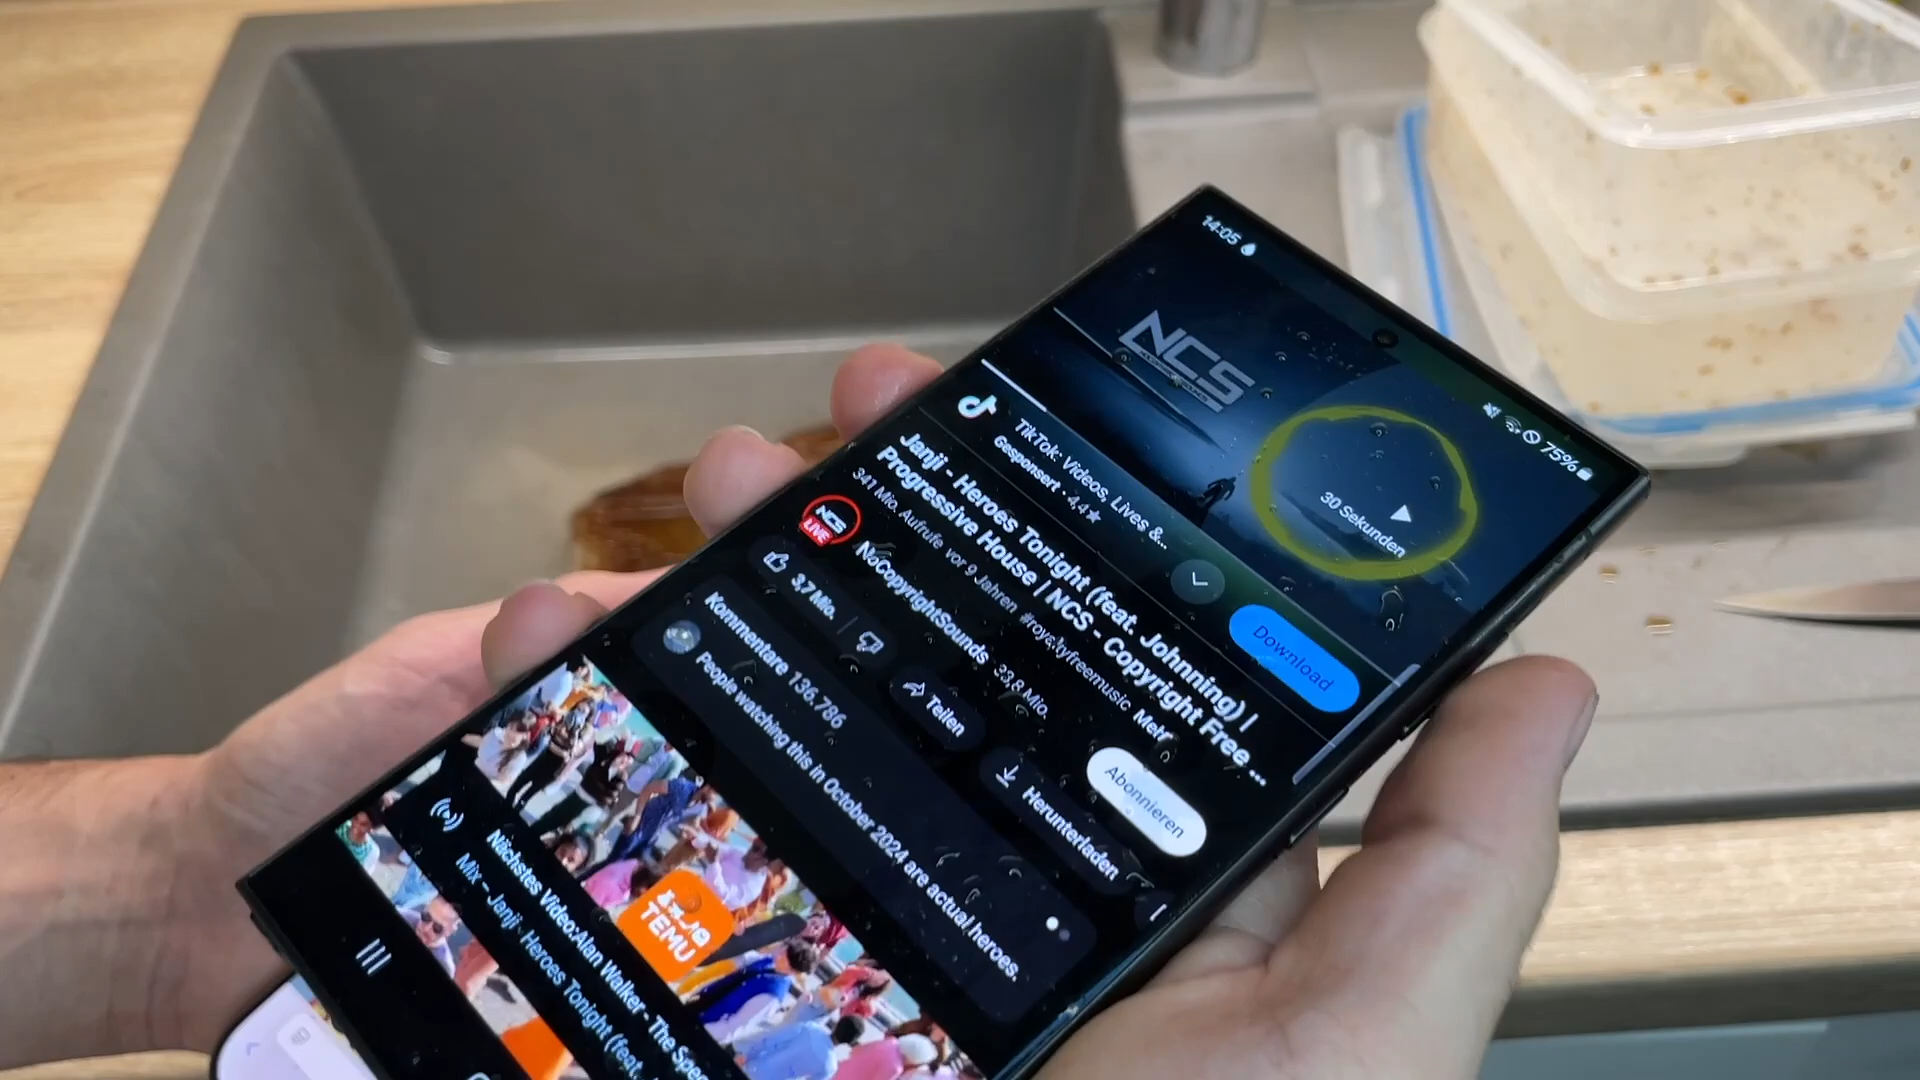 14:05
75%
NCS
30 Sekunden
TikTok: Videos, Lives &...
Gesponsert · 4,4★
Download
Janji - Heroes Tonight (feat. Johnning) |
Progressive House | NCS - Copyright Free ...
341 Mio. Aufrufe vor 9 Jahren #royaltyfreemusic Mehr
NCS
LIVE
NoCopyrightSounds 33,8 Mio.
Abonnieren
3,7 Mio.
Teilen
Herunterladen
Kommentare 136.786
People watching this in October 2024 are actual heroes.
TEMU
Nächstes Video:Alan Walker - The Spec
Mix – Janji - Heroes Tonight (feat.